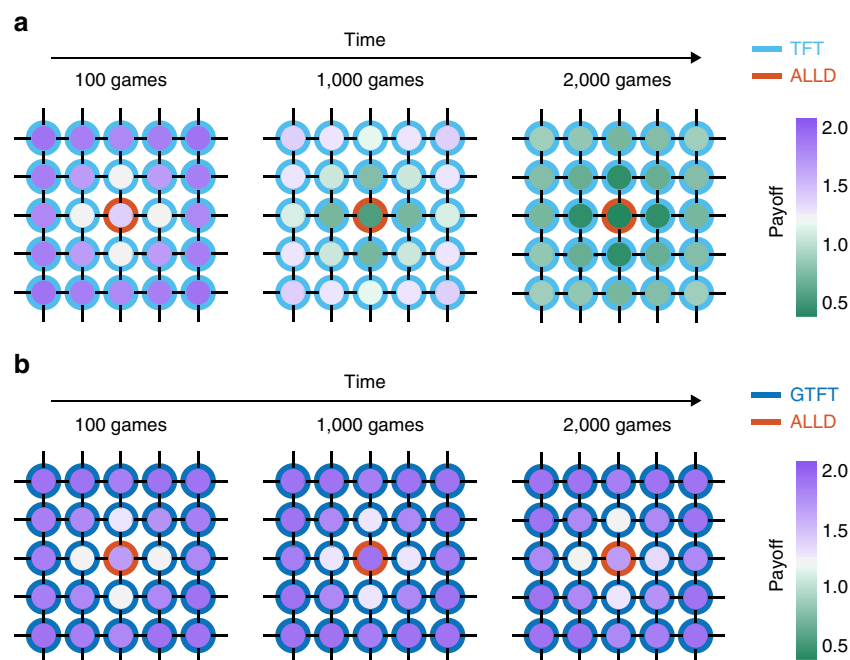 a
Time
100 games
1,000 games
2,000 games
TFT
ALLD
Payoff
2.0
1.5
1.0
0.5
b
Time
100 games
1,000 games
2,000 games
GTFT
ALLD
Payoff
2.0
1.5
1.0
0.5